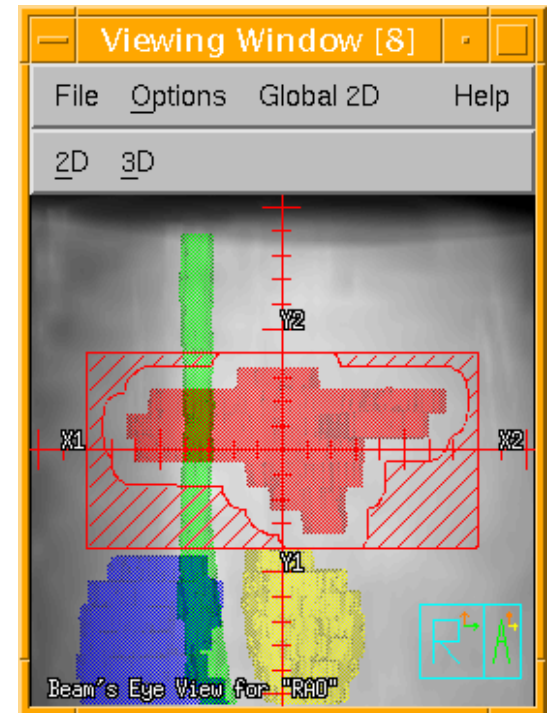 Viewing Window [8]
File Options Global 2D Help
2D 3D
Y2
X1 X2
Y1
R A
Beam's Eye View for "RAO"